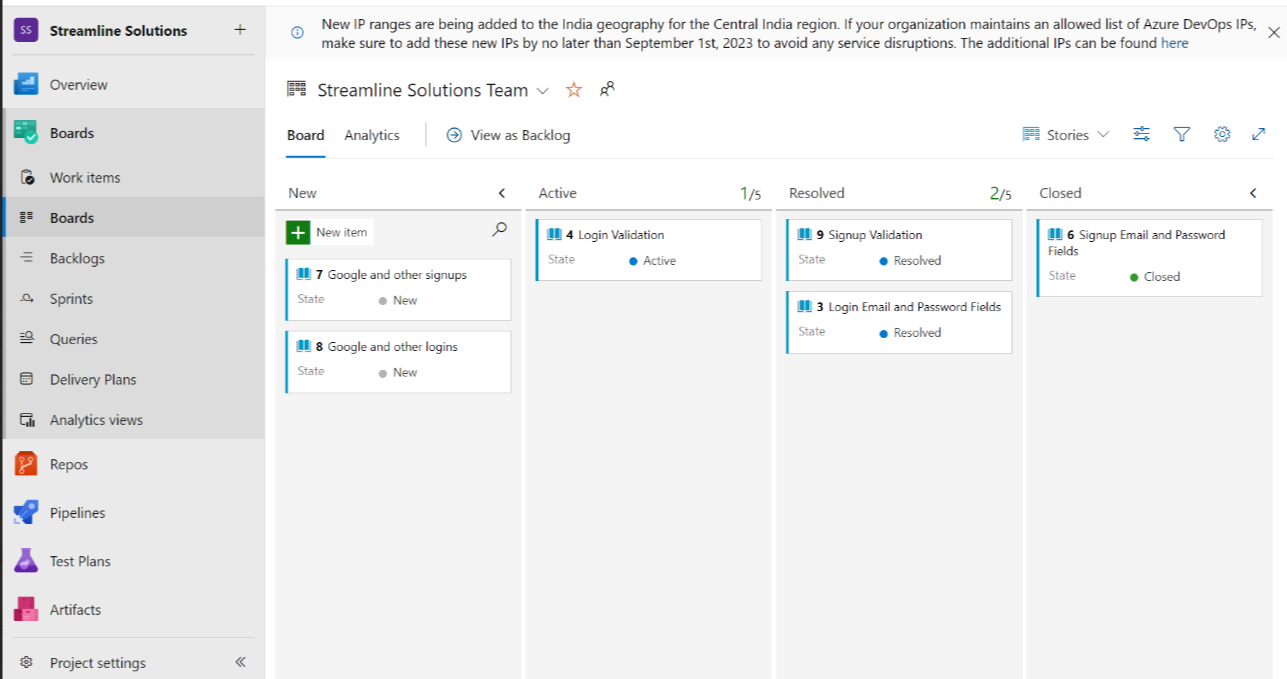 SS Streamline Solutions +
Overview
Boards
Work items
Boards
Backlogs
Sprints
Queries
Delivery Plans
Analytics views
Repos
Pipelines
Test Plans
Artifacts
Project settings
New IP ranges are being added to the India geography for the Central India region. If your organization maintains an allowed list of Azure DevOps IPs,
make sure to add these new IPs by no later than September 1st, 2023 to avoid any service disruptions. The additional IPs can be found here
Streamline Solutions Team
Board Analytics View as Backlog Stories
New
New item
7 Google and other signups
State New
8 Google and other logins
State New
Active 1/5
4 Login Validation
State Active
Resolved 2/5
9 Signup Validation
State Resolved
3 Login Email and Password Fields
State Resolved
Closed
6 Signup Email and Password
Fields
State Closed